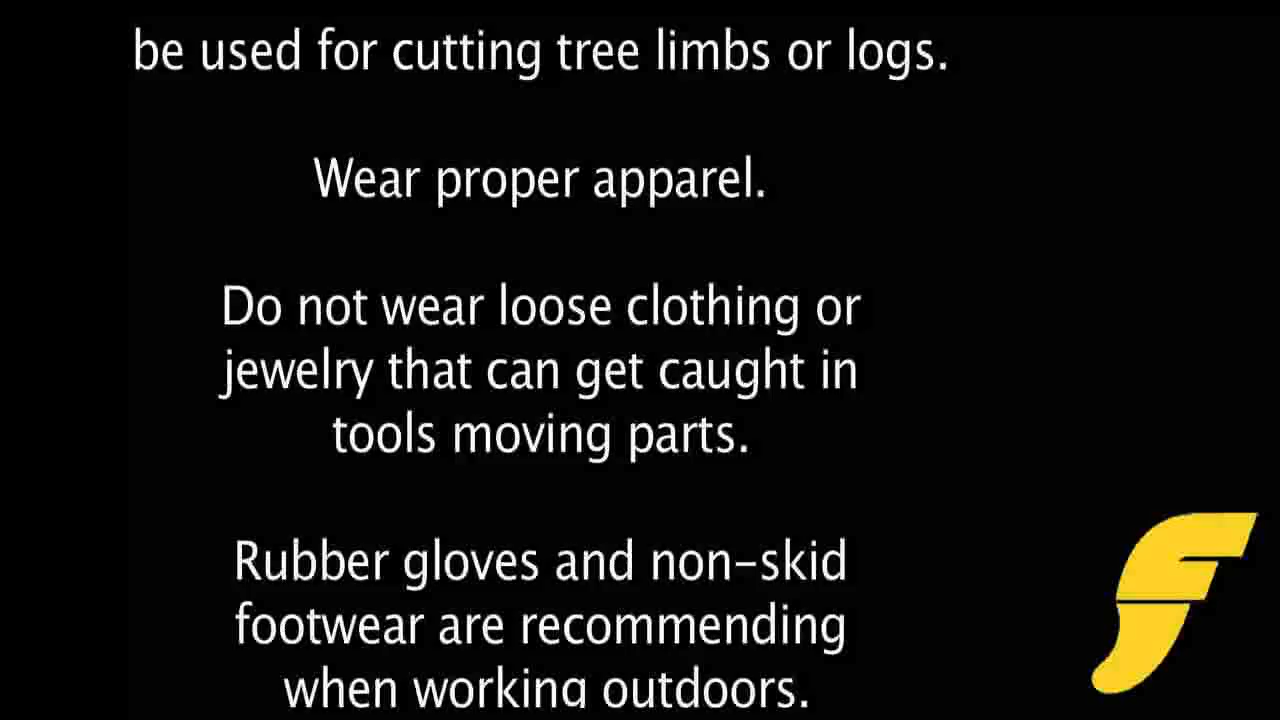 be used for cutting tree limbs or logs.
Wear proper apparel.
Do not wear loose clothing or
jewelry that can get caught in
tools moving parts.
Rubber gloves and non-skid
footwear are recommending
when working outdoors.